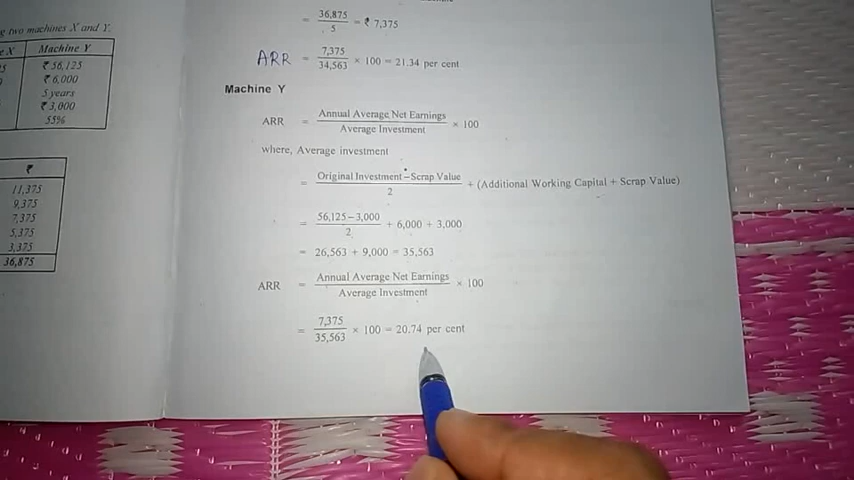 g two machines X and Y.
e X Machine Y
₹ 56,125
₹ 6,000
5 years
₹ 3,000
55%
₹
11,375
9,375
7,375
5,375
3,375
36,875
= 36,875 / 5 = ₹ 7,375
ARR = 7,375 / 34,563 × 100 = 21.34 per cent
Machine Y
ARR = Annual Average Net Earnings / Average Investment × 100
where, Average investment
= Original Investment - Scrap Value / 2 + (Additional Working Capital + Scrap Value)
= 56,125 - 3,000 / 2 + 6,000 + 3,000
= 26,563 + 9,000 = 35,563
ARR = Annual Average Net Earnings / Average Investment × 100
= 7,375 / 35,563 × 100 = 20.74 per cent